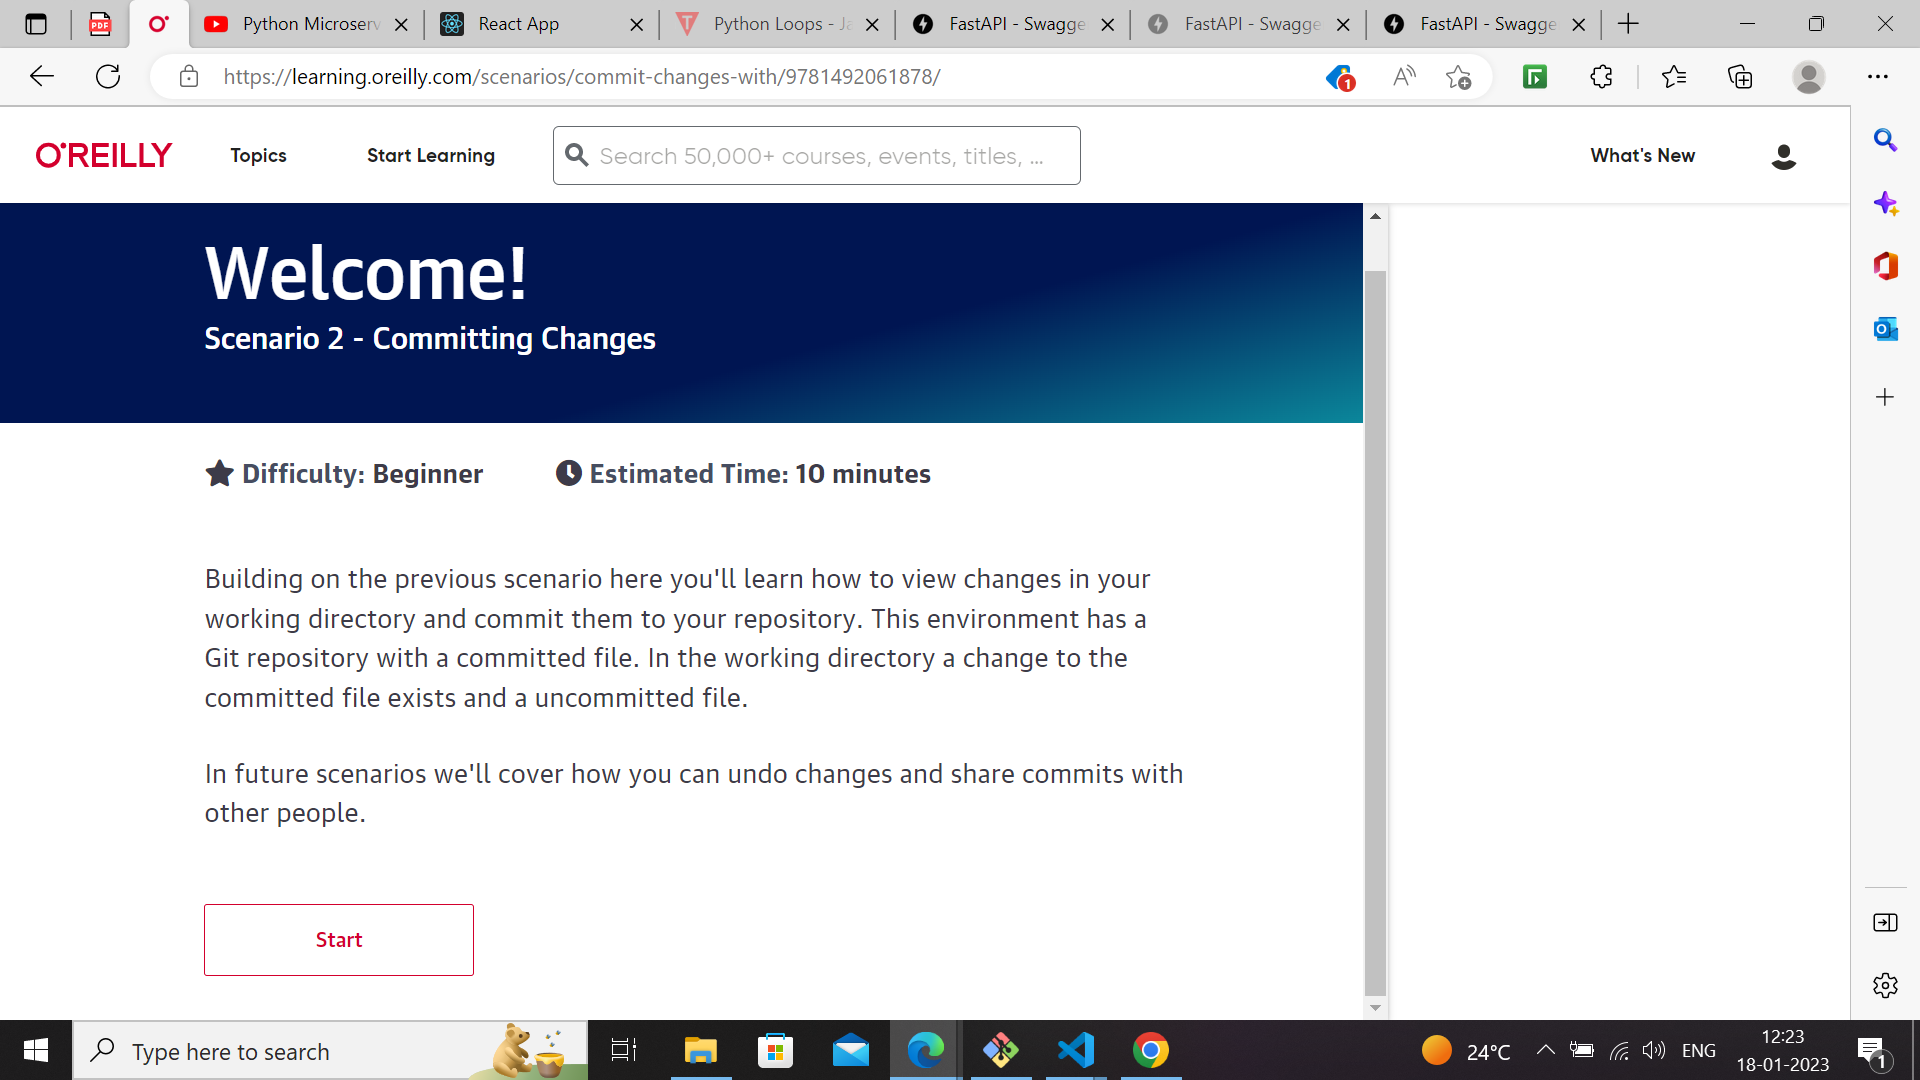 PDF
Python Microserv
React App
Python Loops - Ja
FastAPI - Swagge
FastAPI - Swagge
FastAPI - Swagge
https://learning.oreilly.com/scenarios/commit-changes-with/9781492061878/
1
O'REILLY
Topics
Start Learning
Search 50,000+ courses, events, titles, ...
What's New
Welcome!
Scenario 2 - Committing Changes
Difficulty: Beginner
Estimated Time: 10 minutes
Building on the previous scenario here you'll learn how to view changes in your
working directory and commit them to your repository. This environment has a
Git repository with a committed file. In the working directory a change to the
committed file exists and a uncommitted file.
In future scenarios we'll cover how you can undo changes and share commits with
other people.
Start
Type here to search
24°C
ENG
12:23
18-01-2023
1